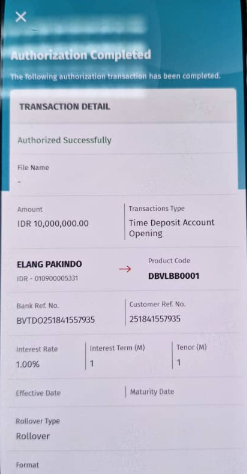 Authorization Completed
The following authorization transaction has been completed.
TRANSACTION DETAIL
Authorized Successfully
File Name
-
Amount
IDR 10,000,000.00
Transactions Type
Time Deposit Account
Opening
ELANG PAKINDO
IDR - 010900005331
Product Code
DBVLBB0001
Bank Ref. No.
BVTDO251841557935
Customer Ref. No.
251841557935
Interest Rate
1.00%
Interest Term (M)
1
Tenor (M)
1
Effective Date
Maturity Date
Rollover Type
Rollover
Format